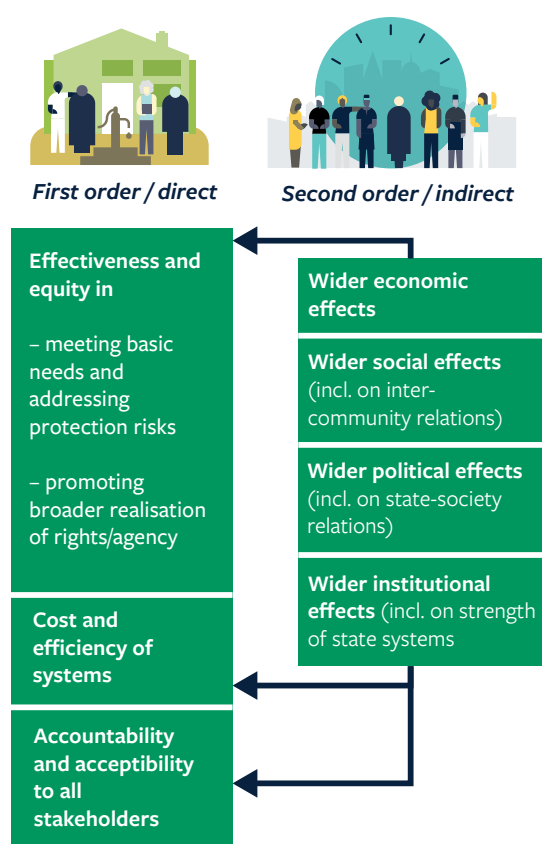 First order / direct
Second order / indirect
Effectiveness and
equity in
– meeting basic
needs and
addressing
protection risks
– promoting
broader realisation
of rights/agency
Cost and
efficiency of
systems
Accountability
and acceptibility
to all
stakeholders
Wider economic
effects
Wider social effects
(incl. on inter-
community relations)
Wider political effects
(incl. on state-society
relations)
Wider institutional
effects (incl. on strength
of state systems